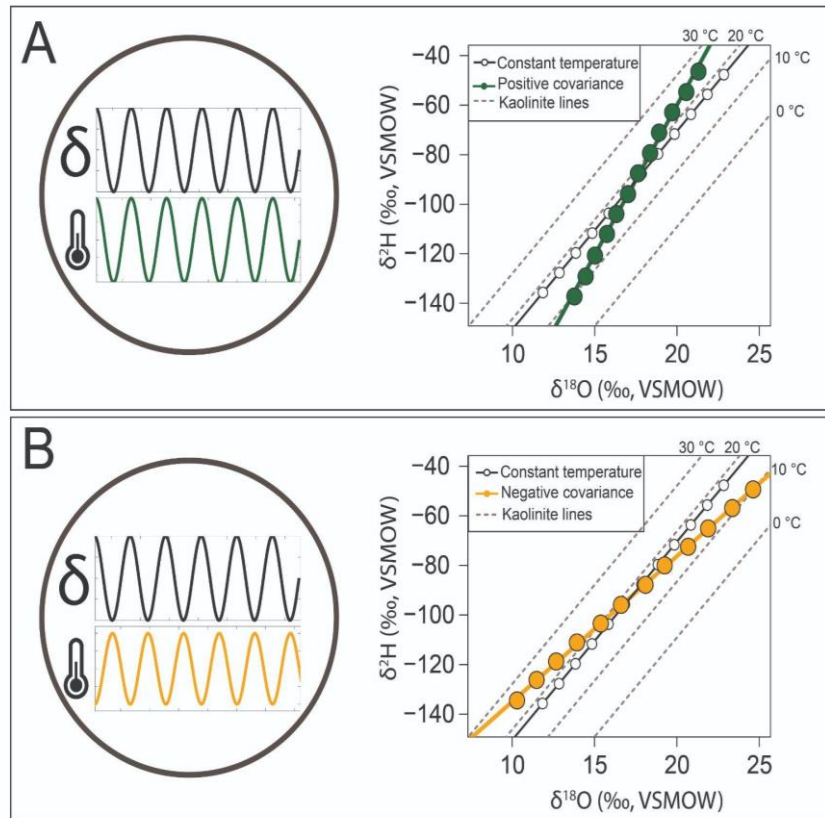 A
δ
Constant temperature
Positive covariance
Kaolinite lines
30 °C
20 °C
10 °C
0 °C
−40
−60
−80
−100
−120
−140
δ²H (‰, VSMOW)
10
15
20
25
δ¹⁸O (‰, VSMOW)
B
δ
Constant temperature
Negative covariance
Kaolinite lines
30 °C
20 °C
10 °C
0 °C
−40
−60
−80
−100
−120
−140
δ²H (‰, VSMOW)
10
15
20
25
δ¹⁸O (‰, VSMOW)